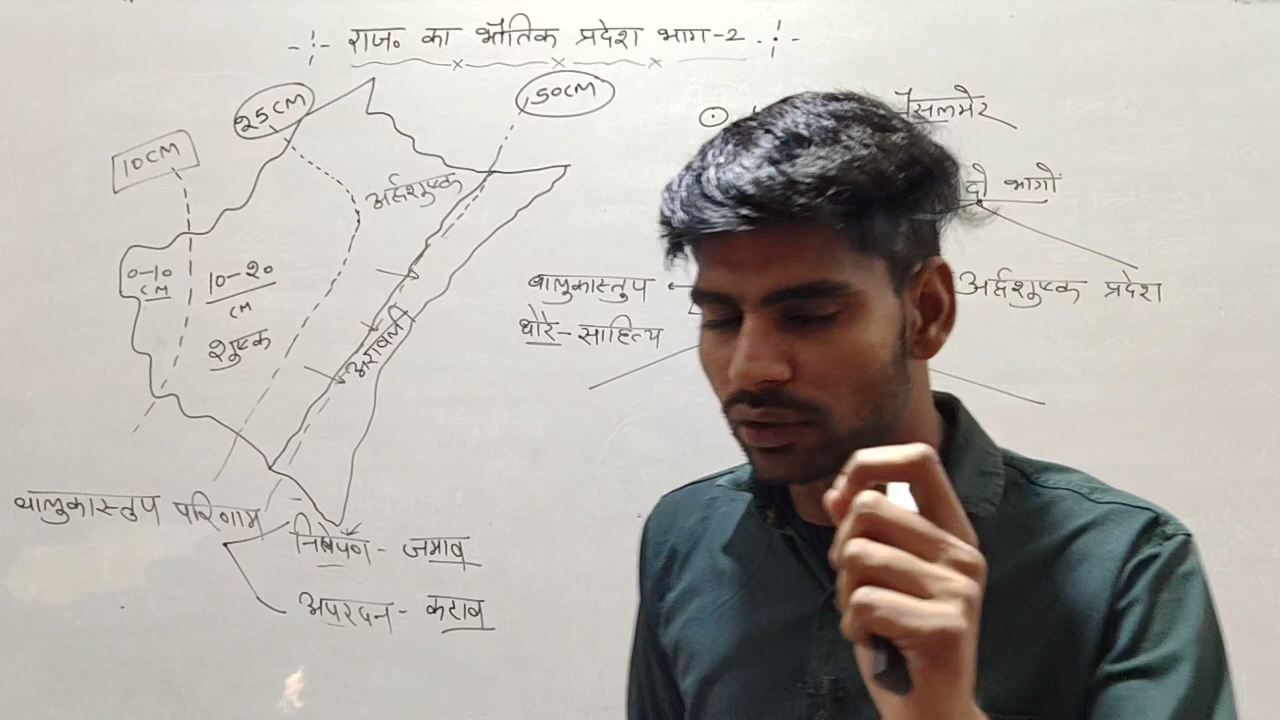 राज० का भौतिक प्रदेश भाग-2
25CM
50CM
10CM
सलमेर
अर्द्धशुष्क
दो भागों
0-10
CM
10-20
CM
शुष्क
अरावली
बालुकास्तुप
अर्द्धशुष्क प्रदेश
धोरे-साहित्य
बालुकास्तुप परिणाम
निक्षेपण - जमाव
अपरदन - कटाव